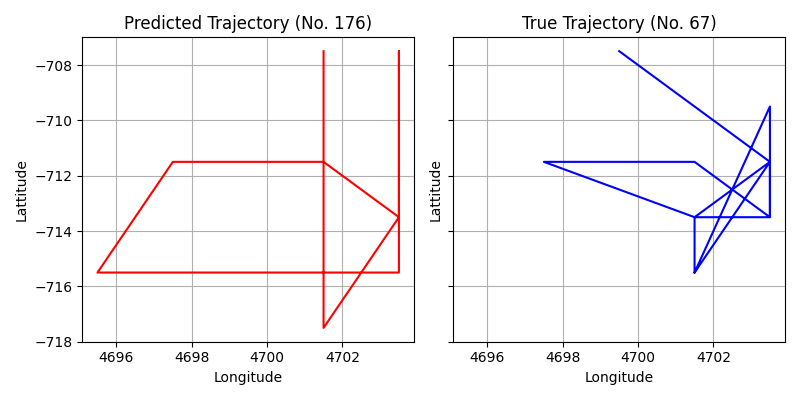 Predicted Trajectory (No. 176)
True Trajectory (No. 67)
−708
−710
−712
−714
−716
−718
Lattitude
Lattitude
4696 4698 4700 4702
4696 4698 4700 4702
Longitude
Longitude